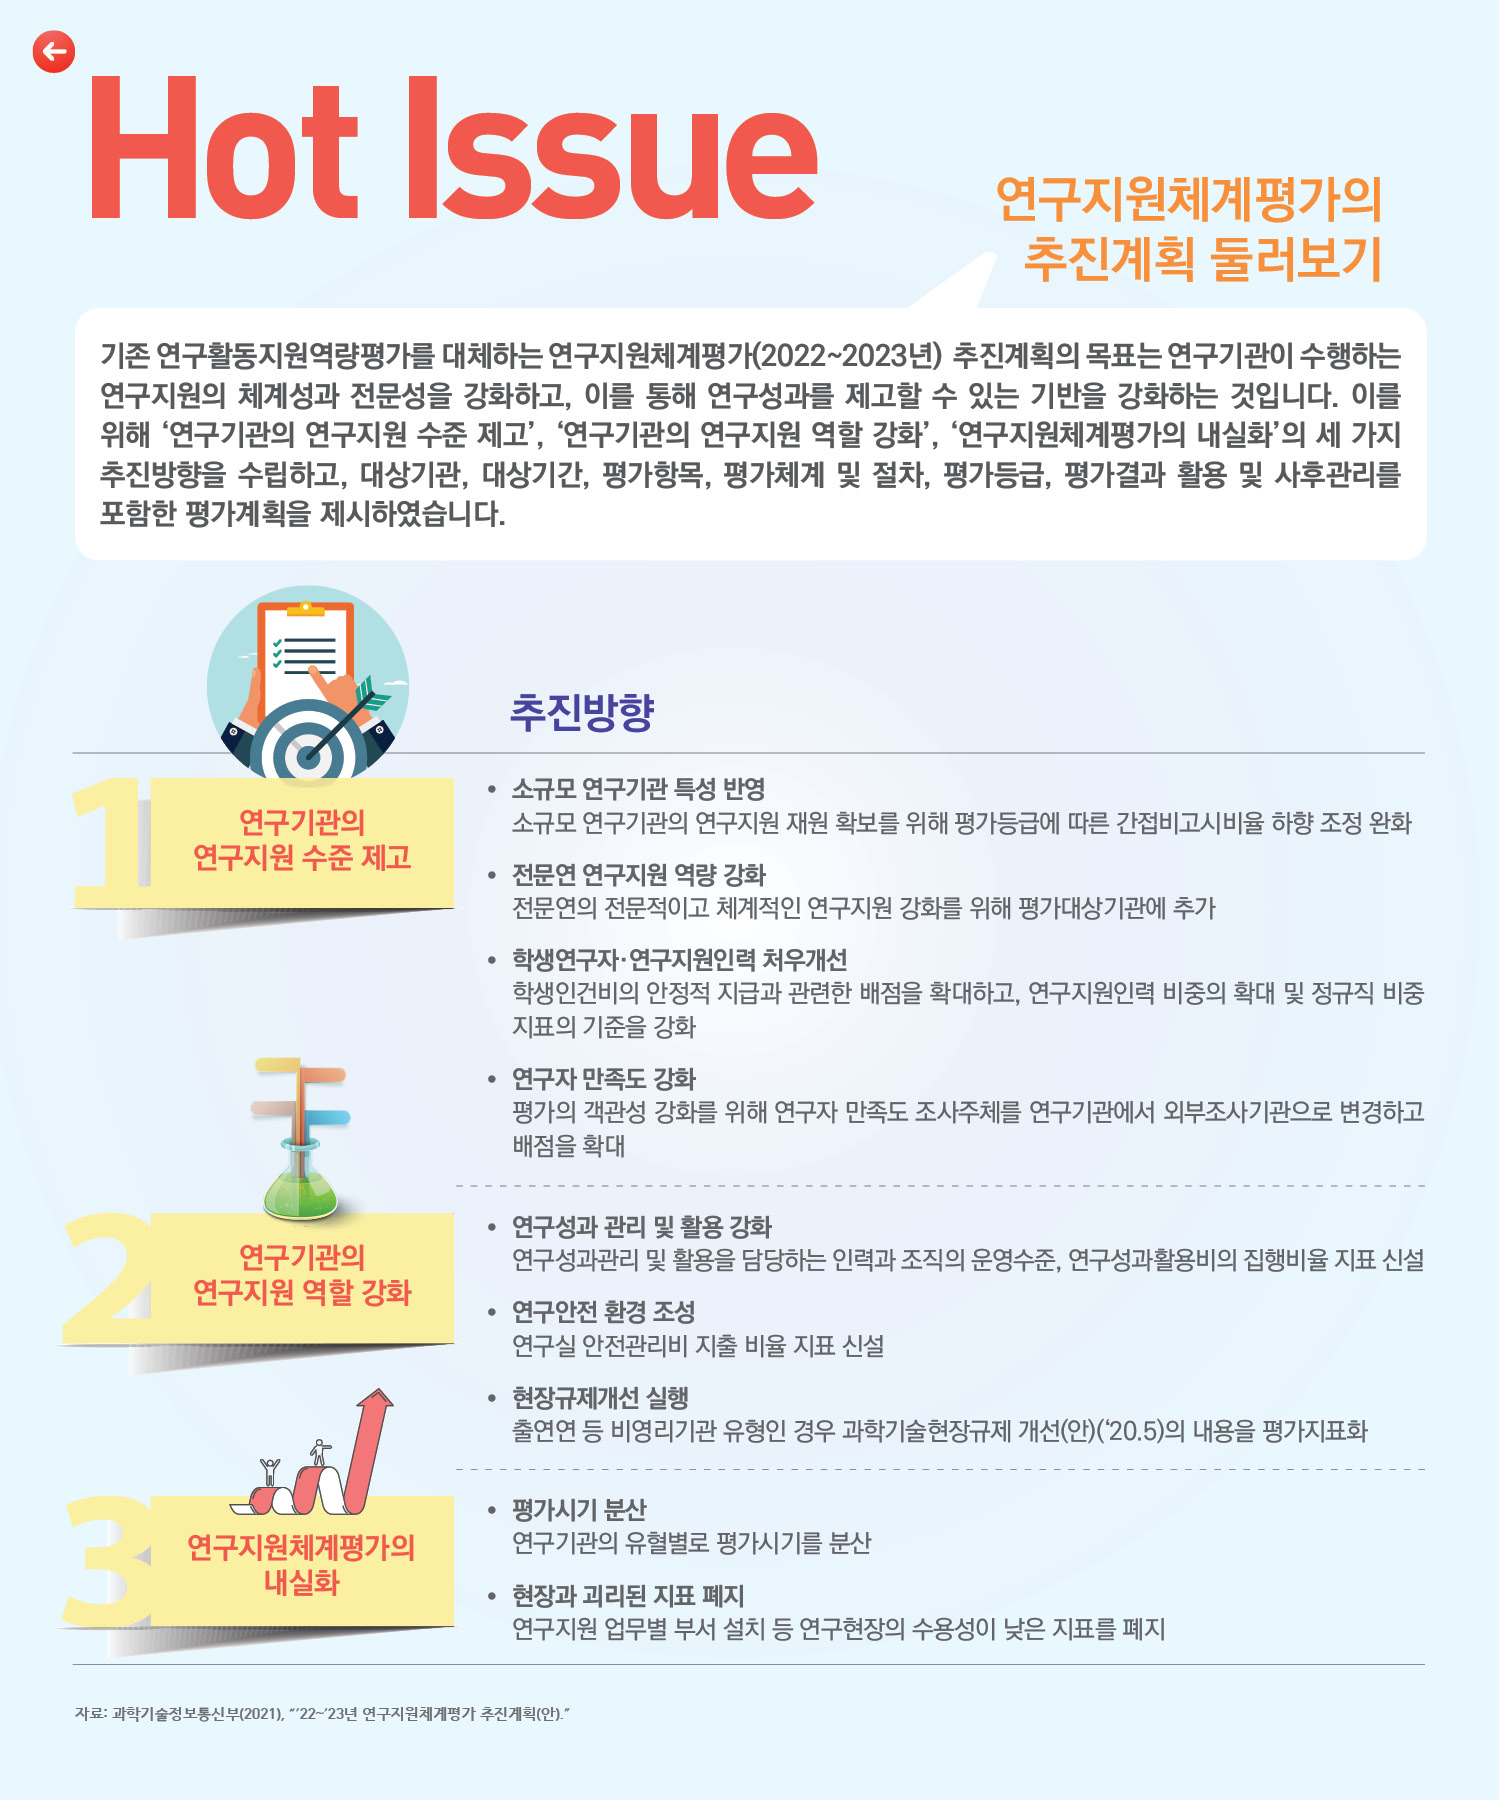 Hot Issue
연구지원체계평가의
추진계획 둘러보기
기존 연구활동지원역량평가를 대체하는 연구지원체계평가(2022~2023년) 추진계획의 목표는 연구기관이 수행하는
연구지원의 체계성과 전문성을 강화하고, 이를 통해 연구성과를 제고할 수 있는 기반을 강화하는 것입니다. 이를
위해 ‘연구기관의 연구지원 수준 제고’, ‘연구기관의 연구지원 역할 강화’, ‘연구지원체계평가의 내실화’의 세 가지
추진방향을 수립하고, 대상기관, 대상기간, 평가항목, 평가체계 및 절차, 평가등급, 평가결과 활용 및 사후관리를
포함한 평가계획을 제시하였습니다.
추진방향
1
연구기관의
연구지원 수준 제고
• 소규모 연구기관 특성 반영
소규모 연구기관의 연구지원 재원 확보를 위해 평가등급에 따른 간접비고시비율 하향 조정 완화
• 전문연 연구지원 역량 강화
전문연의 전문적이고 체계적인 연구지원 강화를 위해 평가대상기관에 추가
• 학생연구자·연구지원인력 처우개선
학생인건비의 안정적 지급과 관련한 배점을 확대하고, 연구지원인력 비중의 확대 및 정규직 비중
지표의 기준을 강화
• 연구자 만족도 강화
평가의 객관성 강화를 위해 연구자 만족도 조사주체를 연구기관에서 외부조사기관으로 변경하고
배점을 확대
2
연구기관의
연구지원 역할 강화
• 연구성과 관리 및 활용 강화
연구성과관리 및 활용을 담당하는 인력과 조직의 운영수준, 연구성과활용비의 집행비율 지표 신설
• 연구안전 환경 조성
연구실 안전관리비 지출 비율 지표 신설
• 현장규제개선 실행
출연연 등 비영리기관 유형인 경우 과학기술현장규제 개선(안)(‘20.5)의 내용을 평가지표화
3
연구지원체계평가의
내실화
• 평가시기 분산
연구기관의 유혈별로 평가시기를 분산
• 현장과 괴리된 지표 폐지
연구지원 업무별 부서 설치 등 연구현장의 수용성이 낮은 지표를 폐지
자료: 과학기술정보통신부(2021), “’22~’23년 연구지원체계평가 추진계획(안).”